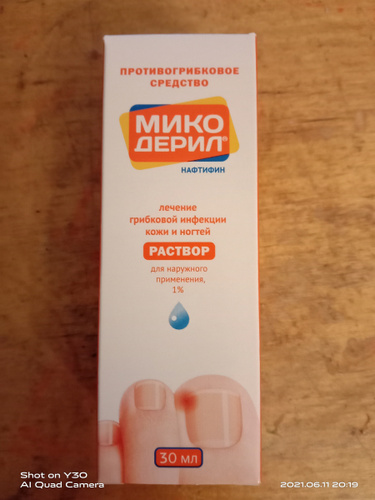 ПРОТИВОГРИБКОВОЕ
СРЕДСТВО
МИКО
ДЕРИЛ®
НАФТИФИН
лечение
грибковой инфекции
кожи и ногтей
РАСТВОР
для наружного
применения,
1%
30 мл
Shot on Y30
AI Quad Camera
2021.06.11 20:19